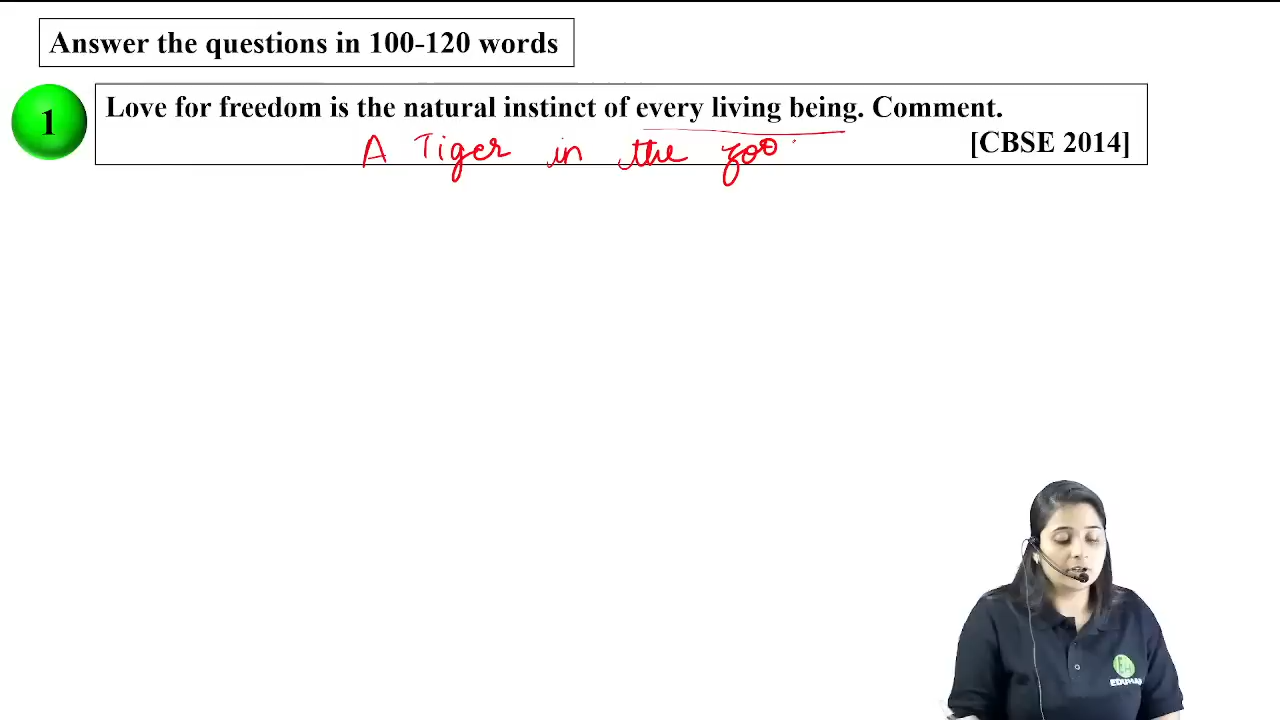 Answer the questions in 100-120 words
1
Love for freedom is the natural instinct of every living being. Comment.
A Tiger in the zoo
[CBSE 2014]